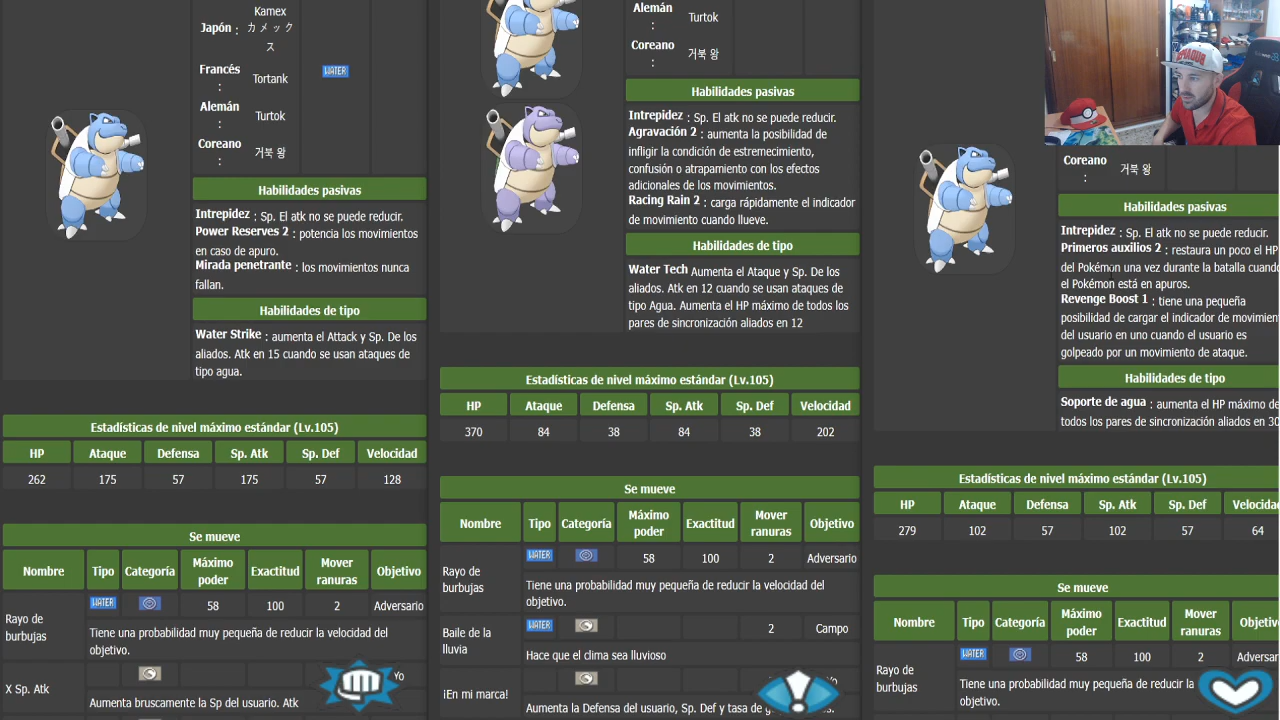 Kamex
Japón :
カメック
ス
Francés
:
Tortank
WATER
Alemán
:
Turtok
Coreano
:
거북 왕
Habilidades pasivas
Intrepidez : Sp. El atk no se puede reducir.
Power Reserves 2 : potencia los movimientos
en caso de apuro.
Mirada penetrante : los movimientos nunca
fallan.
Habilidades de tipo
Water Strike : aumenta el Attack y Sp. De los
aliados. Atk en 15 cuando se usan ataques de
tipo agua.
Estadísticas de nivel máximo estándar (Lv.105)
HP Ataque Defensa Sp. Atk Sp. Def Velocidad
262 175 57 175 57 128
Se mueve
Nombre Tipo Categoría Máximo poder Exactitud Mover ranuras Objetivo
Rayo de
burbujas
WATER 58 100 2 Adversario
Tiene una probabilidad muy pequeña de reducir la velocidad del
objetivo.
X Sp. Atk
Yo
Aumenta bruscamente la Sp del usuario. Atk
Alemán
:
Turtok
Coreano
:
거북 왕
Habilidades pasivas
Intrepidez : Sp. El atk no se puede reducir.
Agravación 2 : aumenta la posibilidad de
infligir la condición de estremecimiento,
confusión o atrapamiento con los efectos
adicionales de los movimientos.
Racing Rain 2 : carga rápidamente el indicador
de movimiento cuando llueve.
Habilidades de tipo
Water Tech Aumenta el Ataque y Sp. De los
aliados. Atk en 12 cuando se usan ataques de
tipo Agua. Aumenta el HP máximo de todos los
pares de sincronización aliados en 12
Estadísticas de nivel máximo estándar (Lv.105)
HP Ataque Defensa Sp. Atk Sp. Def Velocidad
370 84 38 84 38 202
Se mueve
Nombre Tipo Categoría Máximo poder Exactitud Mover ranuras Objetivo
Rayo de
burbujas
WATER 58 100 2 Adversario
Tiene una probabilidad muy pequeña de reducir la velocidad del
objetivo.
Baile de la
lluvia
WATER 2 Campo
Hace que el clima sea lluvioso
¡En mi marca!
Aumenta la Defensa del usuario, Sp. Def y tasa de
Coreano
:
거북 왕
Habilidades pasivas
Intrepidez : Sp. El atk no se puede reducir.
Primeros auxilios 2 : restaura un poco el HP
del Pokémon una vez durante la batalla cuando
el Pokémon está en apuros.
Revenge Boost 1 : tiene una pequeña
posibilidad de cargar el indicador de movimien
del usuario en uno cuando el usuario es
golpeado por un movimiento de ataque.
Habilidades de tipo
Soporte de agua : aumenta el HP máximo de
todos los pares de sincronización aliados en 30
Estadísticas de nivel máximo estándar (Lv.105)
HP Ataque Defensa Sp. Atk Sp. Def Velocida
279 102 57 102 57 64
Se mueve
Nombre Tipo Categoría Máximo poder Exactitud Mover ranuras Objetiv
Rayo de
burbujas
WATER 58 100 2 Adversar
Tiene una probabilidad muy pequeña de reducir la
objetivo.